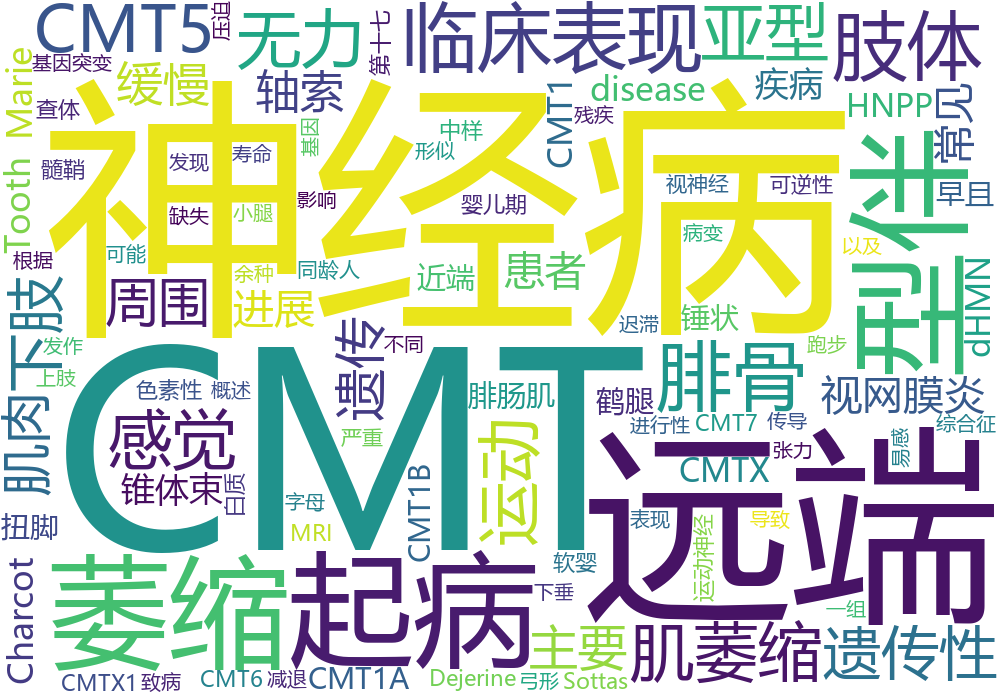 CMT5
压迫
无力
第十七
临床表现
亚型
肢体
基因突变
缓慢
轴索
Tooth
Marie
查体
髓鞘
神经病
发现
寿命
基因
中样
形似
CMT1
disease
残疾
疾病
HNPP
常见
早且
缺失
小腿
影响
婴儿期
视神经
可逆性
型
伴
根据
可能
余种
同龄人
近端
患者
病变
以及
下肢
周围
进展
锤状
迟滞
跑步
dHMN
发作
上肢
遗传
不同
CMT
腓骨
视网膜炎
肌肉
感觉
色素性
概述
腓肠肌
鹤腿
严重
运动
进行性
CMT7
传导
综合征
易感
张力
锥体束
白质
CMT1B
CMTX
远端
扭脚
字母
MRI
表现
导致
运动神经
软婴
下垂
一组
Charcot
萎缩
起病
主要
肌萎缩
遗传性
CMTX1
致病
CMT6
减退
CMT1A
Dejerine
弓形
Sottas